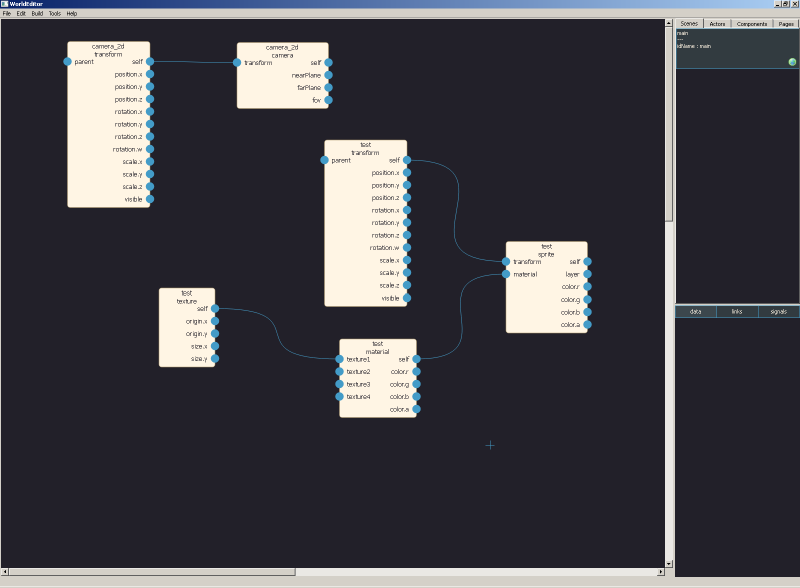 WorldEditor
File Edit Build Tools Help
camera_2d
transform
parent self
position.x
position.y
position.z
rotation.x
rotation.y
rotation.z
rotation.w
scale.x
scale.y
scale.z
visible
camera_2d
camera
transform self
nearPlane
farPlane
fov
test
transform
parent self
position.x
position.y
position.z
rotation.x
rotation.y
rotation.z
rotation.w
scale.x
scale.y
scale.z
visible
test
sprite
transform self
material layer
color.r
color.g
color.b
color.a
test
texture
self
origin.x
origin.y
size.x
size.y
test
material
texture1 self
texture2 color.r
texture3 color.g
texture4 color.b
color.a
Scenes Actors Components Pages
main
---
idName : main
data links signals